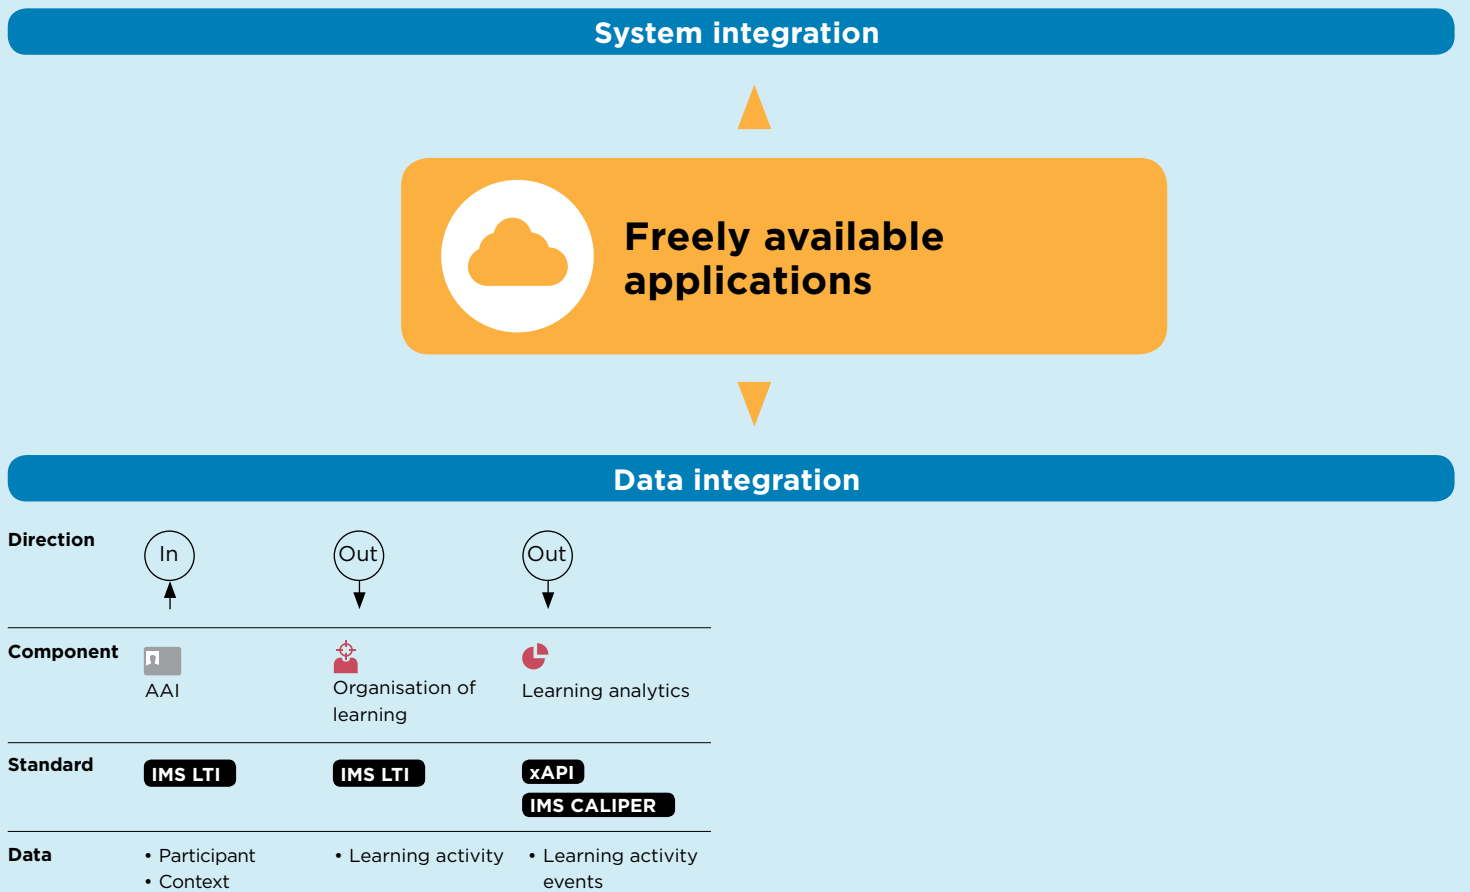 System integration
Freely available
applications
Data integration
Direction
In
Out
Out
Component
AAI
Organisation of
learning
Learning analytics
Standard
IMS LTI
IMS LTI
xAPI
IMS CALIPER
Data
• Participant
• Context
• Learning activity
• Learning activity
events